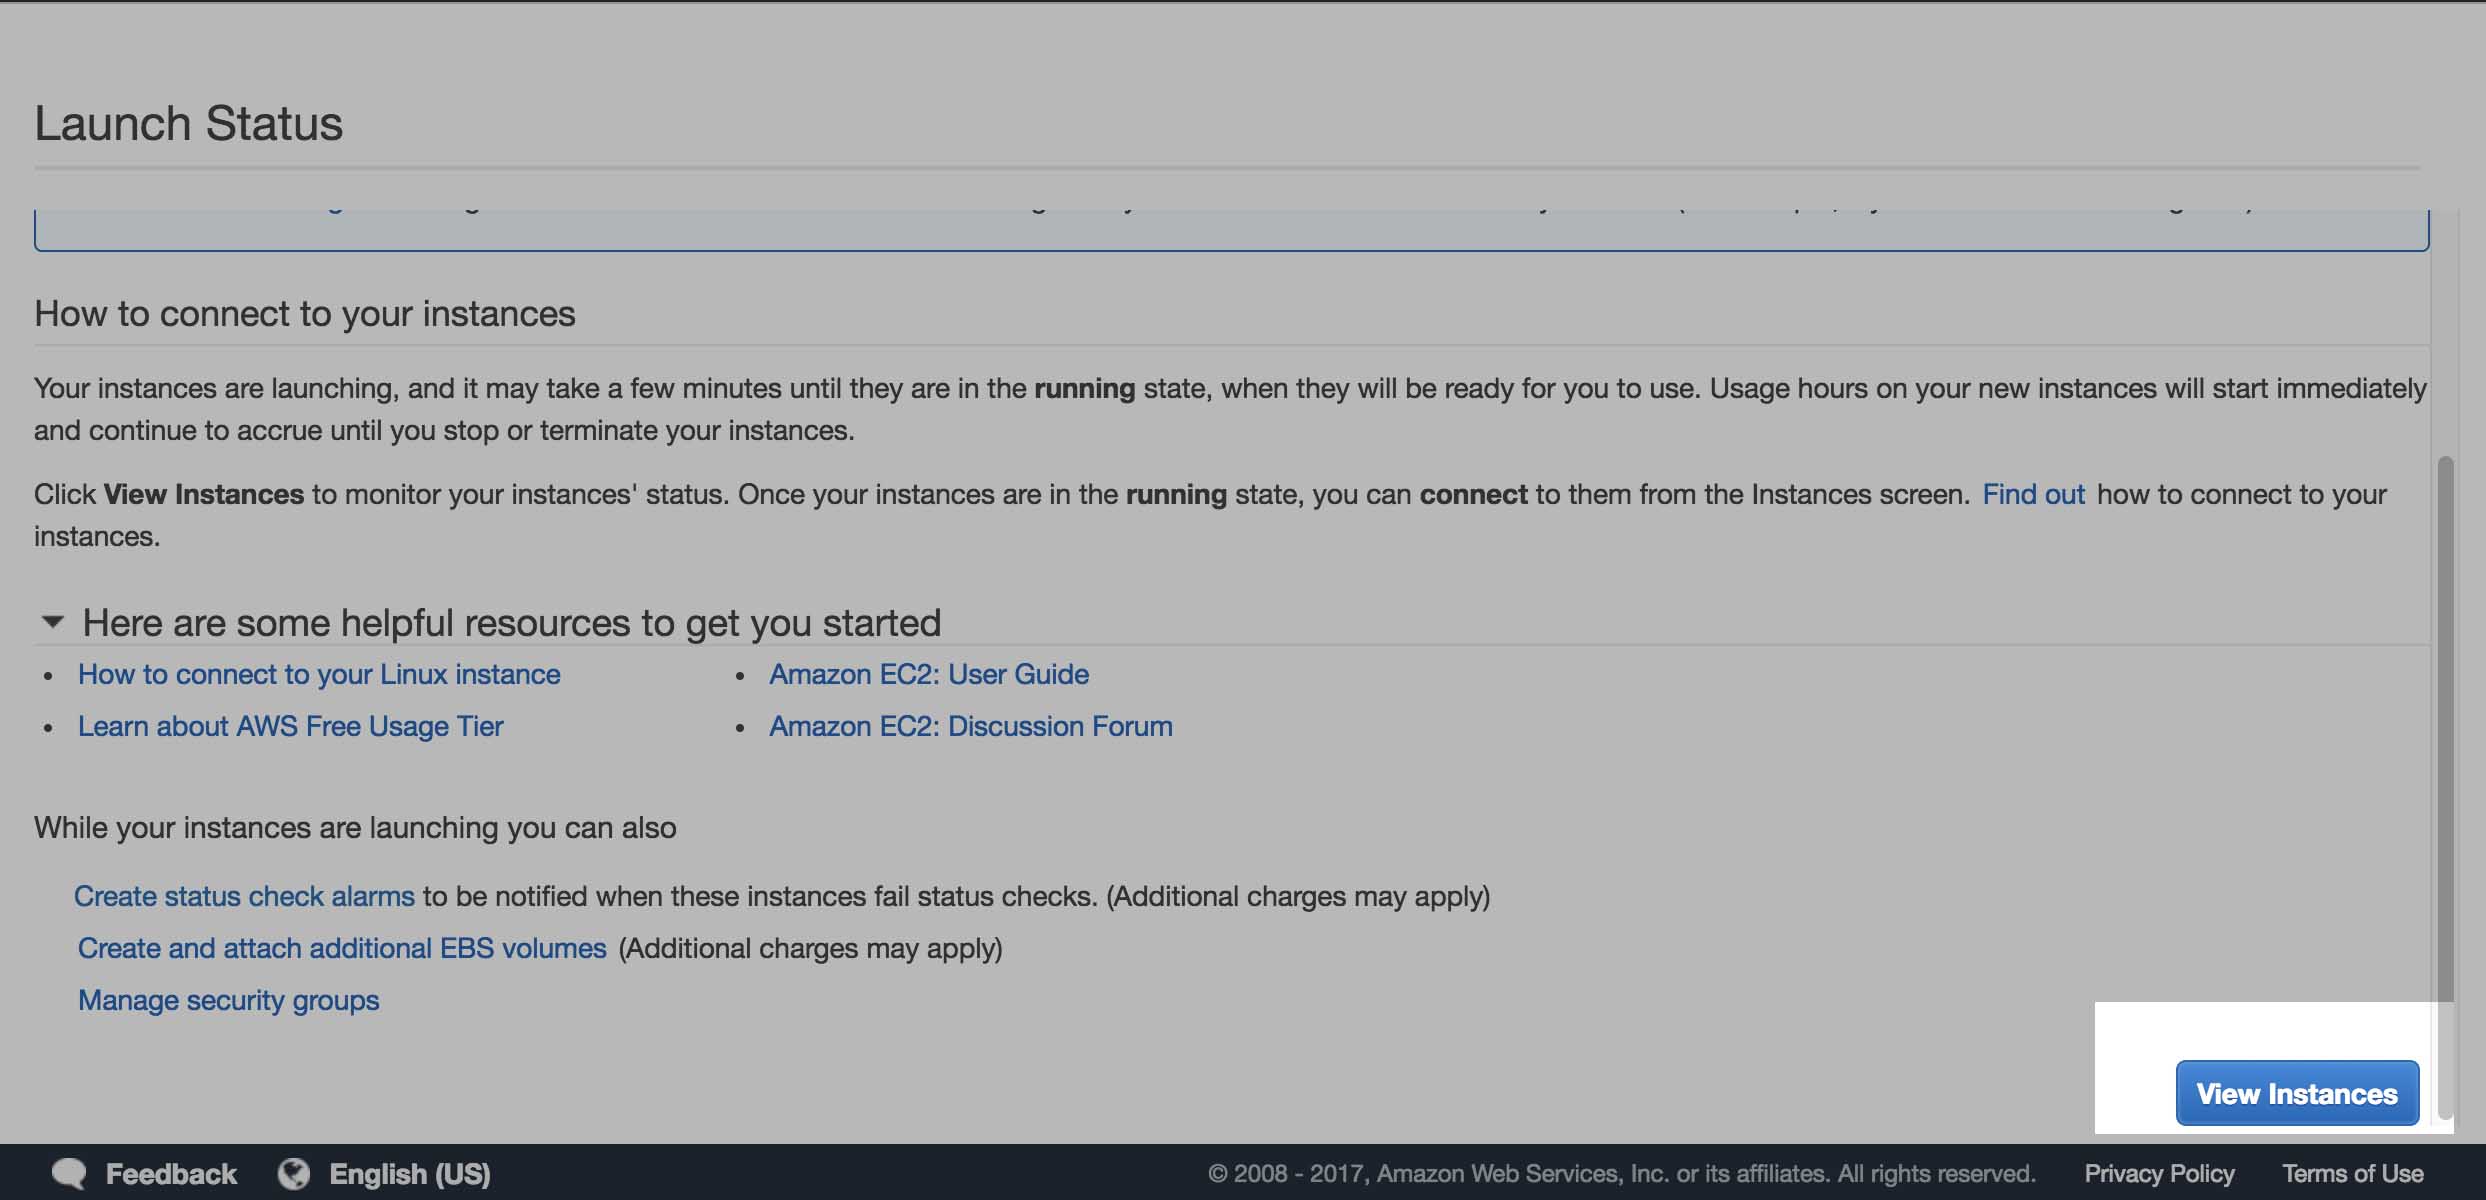 Launch Status
How to connect to your instances
Your instances are launching, and it may take a few minutes until they are in the running state, when they will be ready for you to use. Usage hours on your new instances will start immediately
and continue to accrue until you stop or terminate your instances.
Click View Instances to monitor your instances' status. Once your instances are in the running state, you can connect to them from the Instances screen. Find out how to connect to your
instances.
Here are some helpful resources to get you started
• How to connect to your Linux instance
• Amazon EC2: User Guide
• Learn about AWS Free Usage Tier
• Amazon EC2: Discussion Forum
While your instances are launching you can also
Create status check alarms to be notified when these instances fail status checks. (Additional charges may apply)
Create and attach additional EBS volumes (Additional charges may apply)
Manage security groups
View Instances
Feedback
English (US)
© 2008 - 2017, Amazon Web Services, Inc. or its affiliates. All rights reserved.
Privacy Policy
Terms of Use